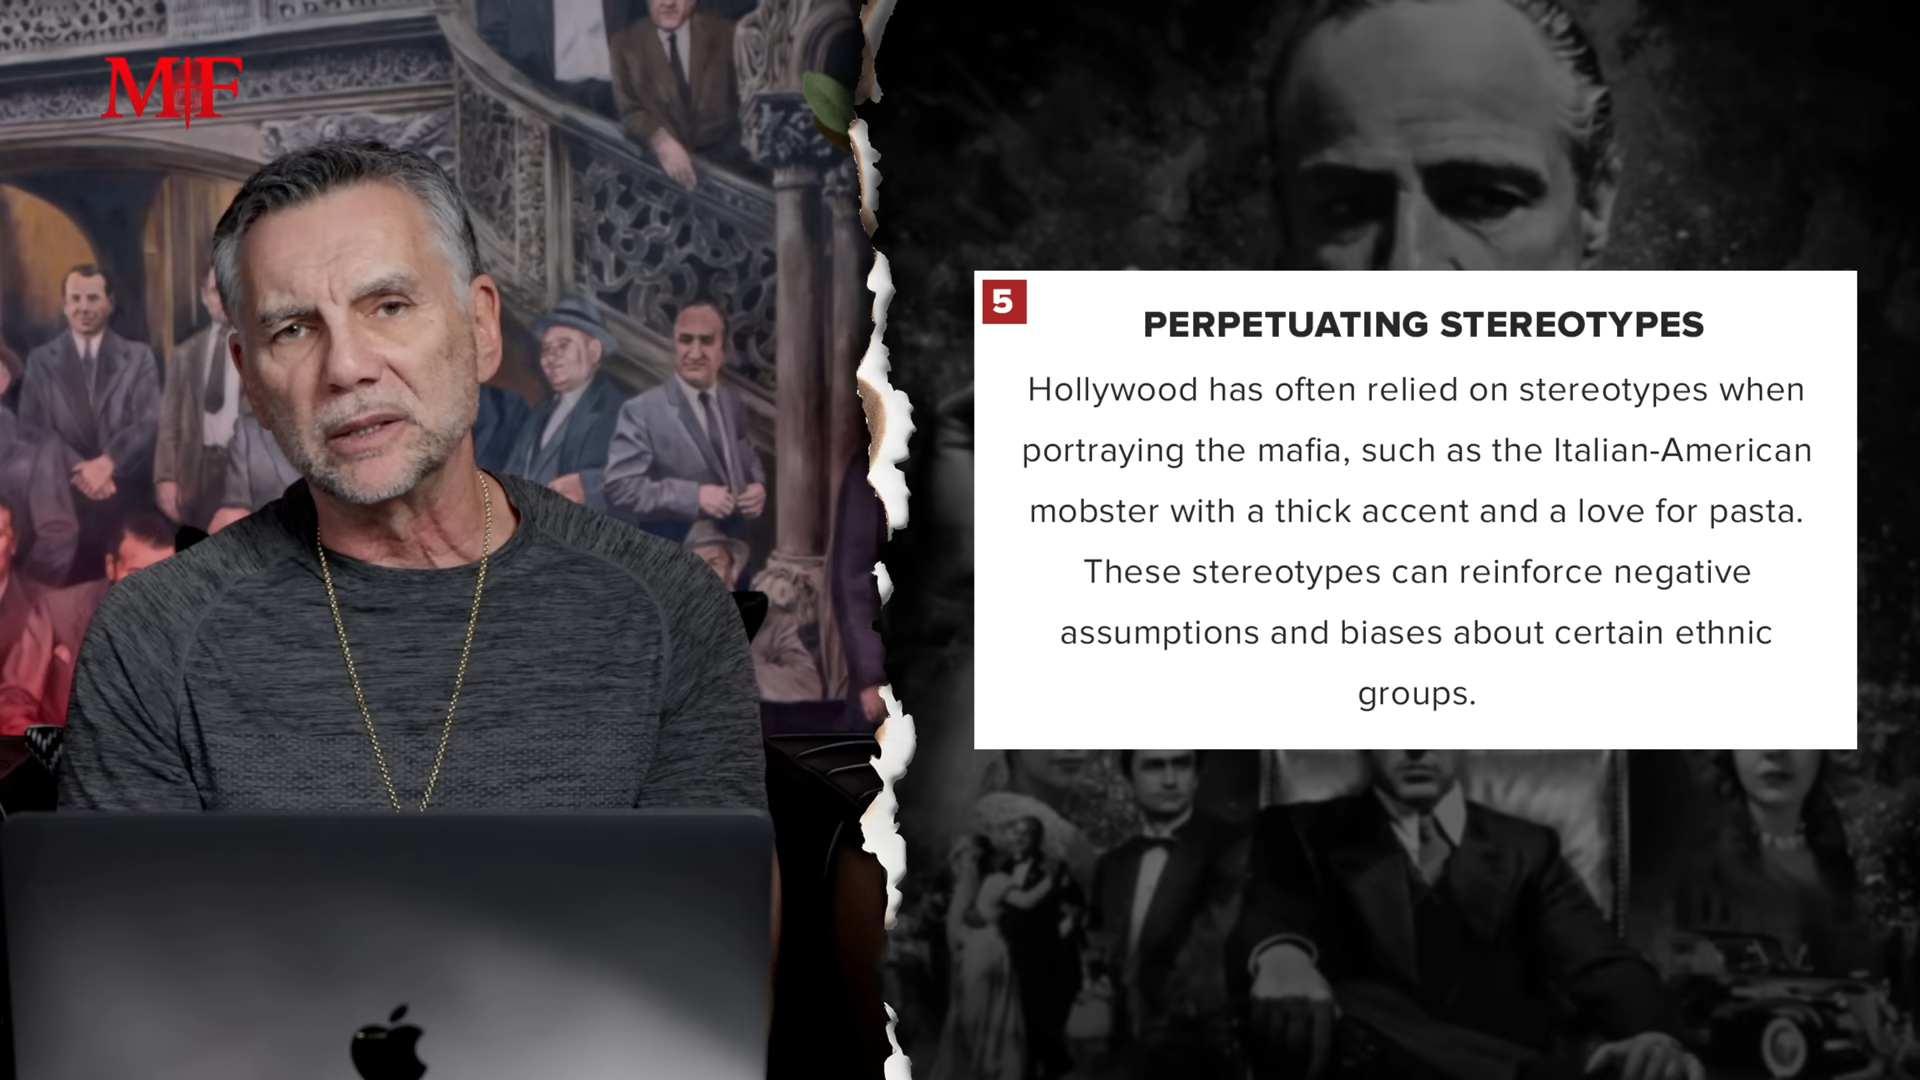 M F
5
PERPETUATING STEREOTYPES
Hollywood has often relied on stereotypes when
portraying the mafia, such as the Italian-American
mobster with a thick accent and a love for pasta.
These stereotypes can reinforce negative
assumptions and biases about certain ethnic
groups.